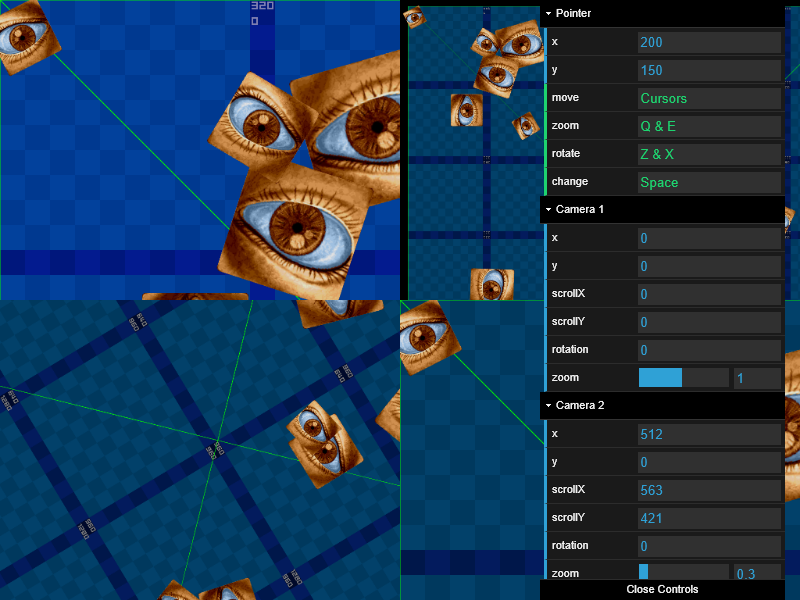 320
0
Pointer
x 200
y 150
move Cursors
zoom Q & E
rotate Z & X
change Space
Camera 1
x 0
y 0
scrollX 0
scrollY 0
rotation 0
zoom 1
Camera 2
x 512
y 0
scrollX 563
scrollY 421
rotation 0
zoom 0.3
Close Controls